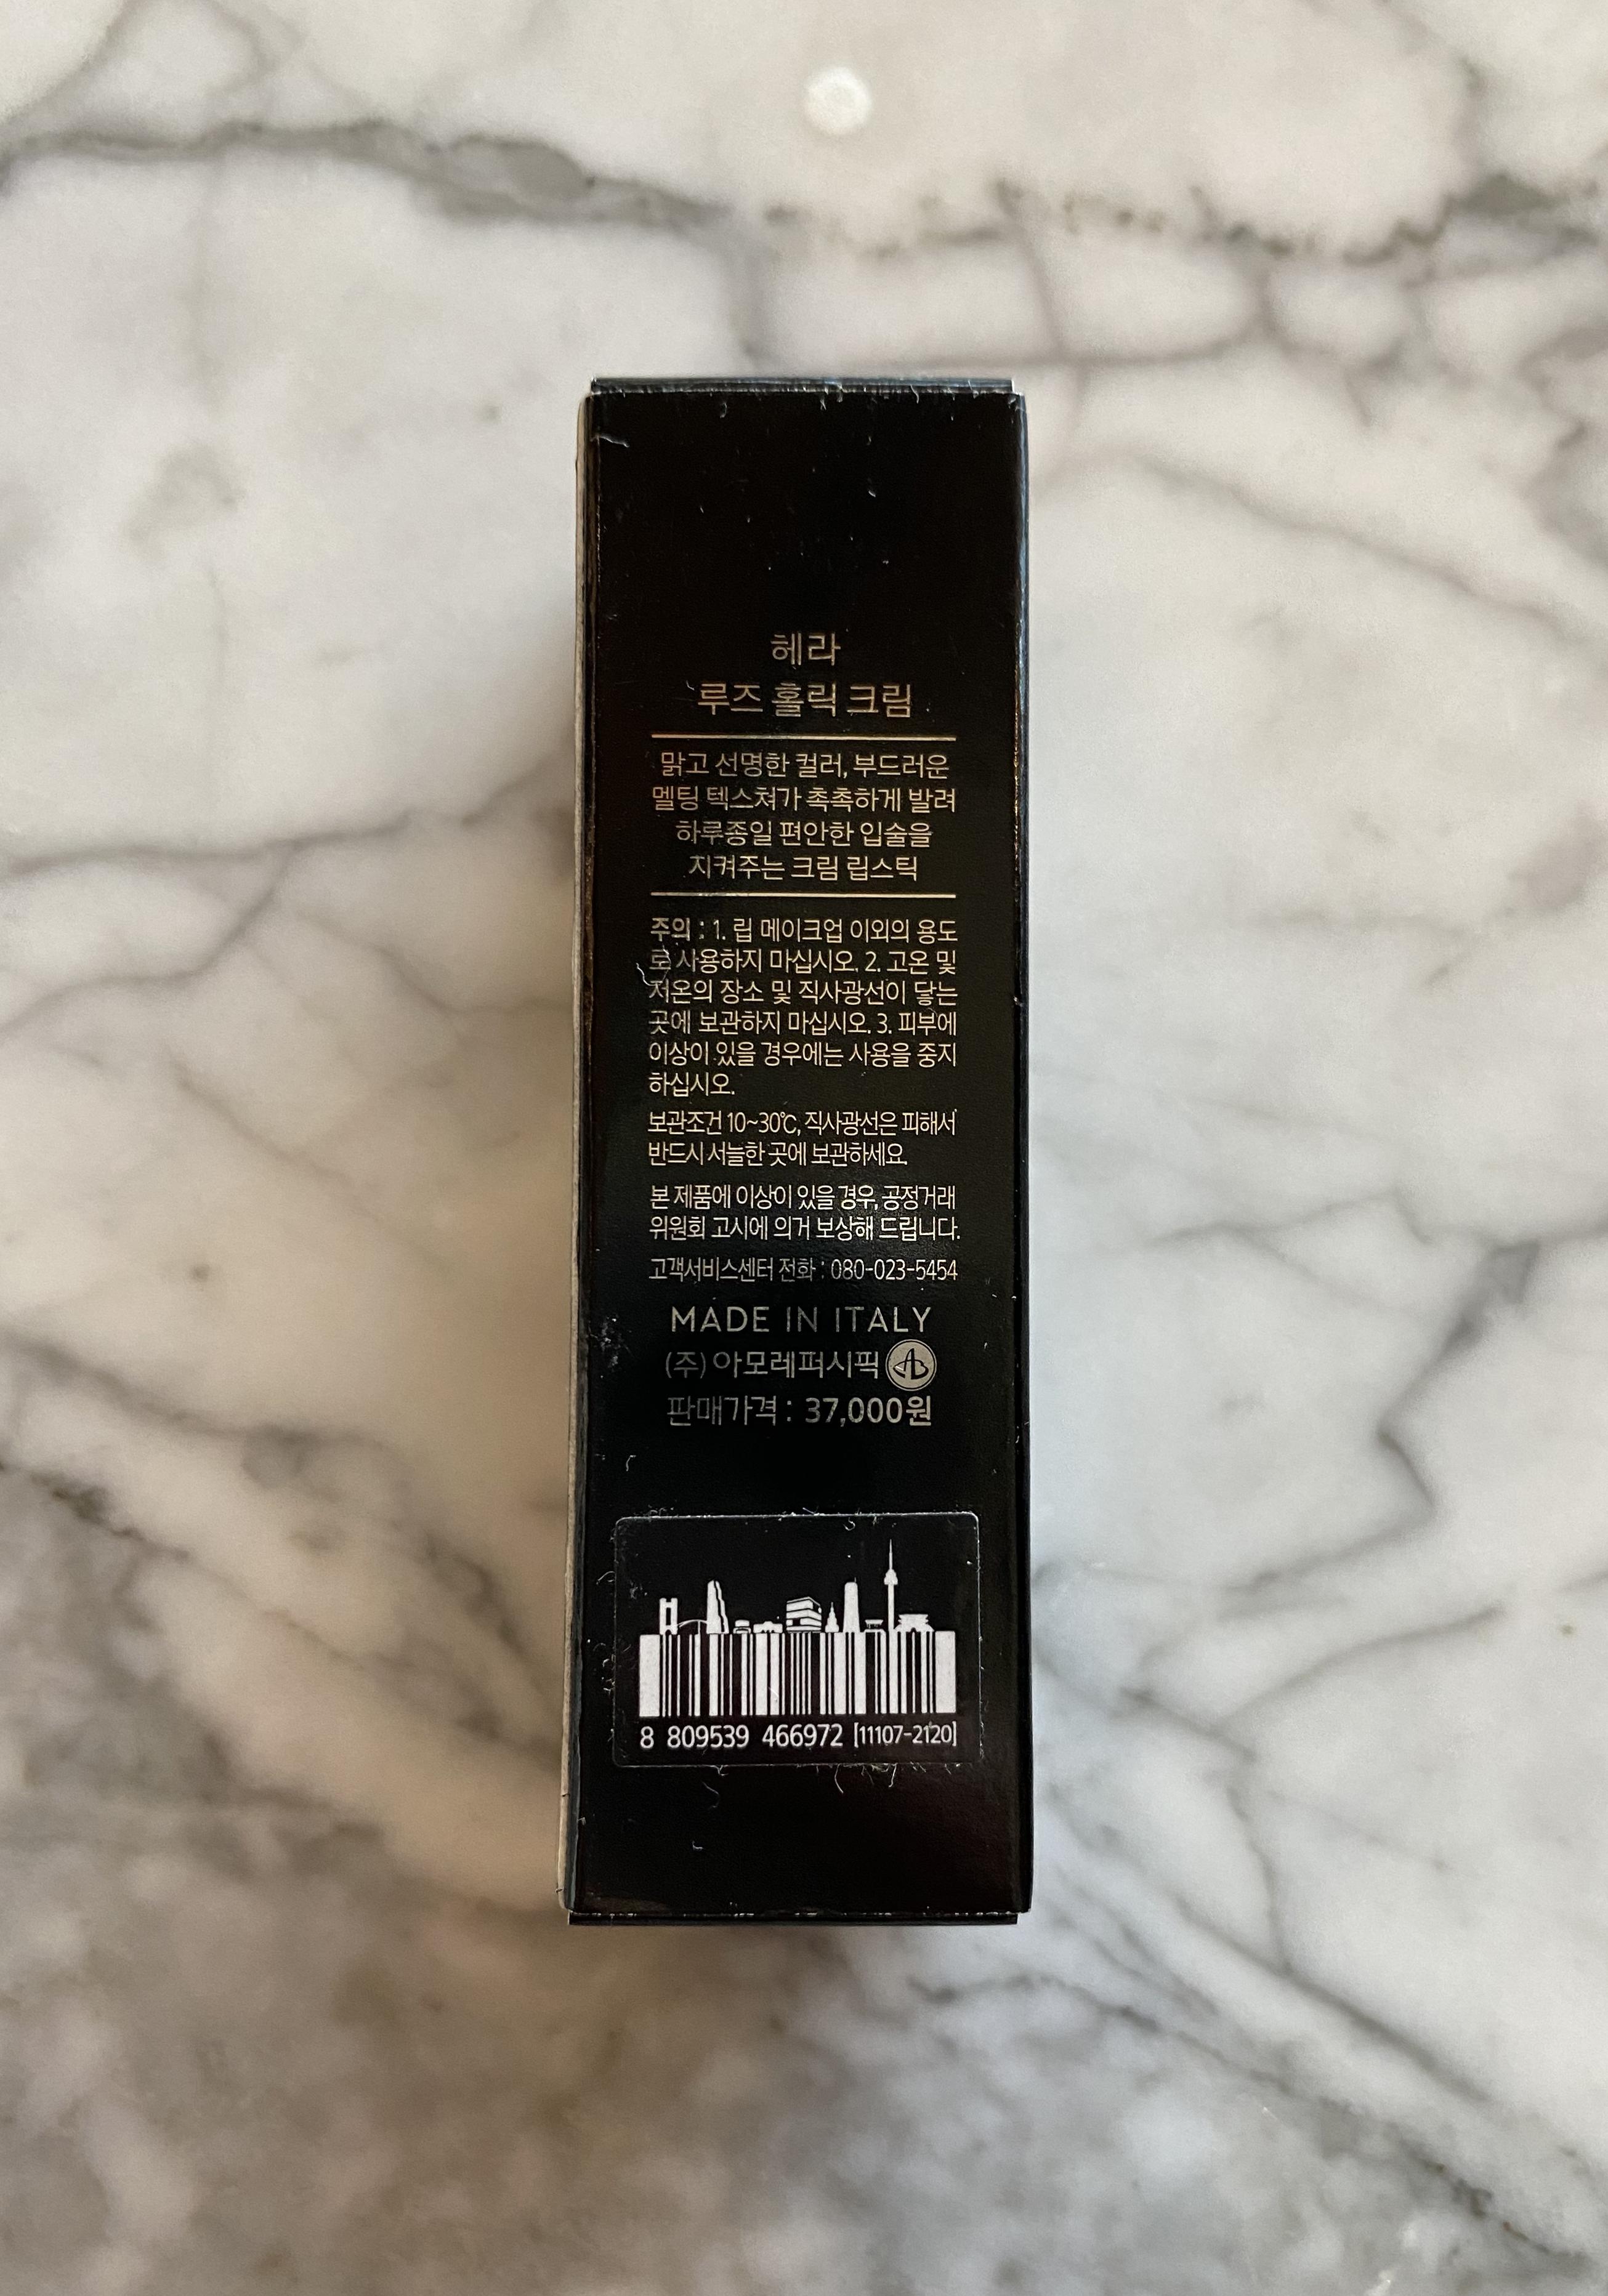 헤라
루즈 홀릭 크림
맑고 선명한 컬러, 부드러운
멜팅 텍스쳐가 촉촉하게 발려
하루종일 편안한 입술을
지켜주는 크림 립스틱
주의 : 1. 립 메이크업 이외의 용도
로 사용하지 마십시오. 2. 고온 및
저온의 장소 및 직사광선이 닿는
곳에 보관하지 마십시오. 3. 피부에
이상이 있을 경우에는 사용을 중지
하십시오.
보관조건 10~30℃, 직사광선은 피해서
반드시 서늘한 곳에 보관하세요.
본 제품에 이상이 있을 경우, 공정거래
위원회 고시에 의거 보상해 드립니다.
고객서비스센터 전화 : 080-023-5454
MADE IN ITALY
(주) 아모레퍼시픽
판매가격 : 37,000원
8 809539 466972 [11107-2120]